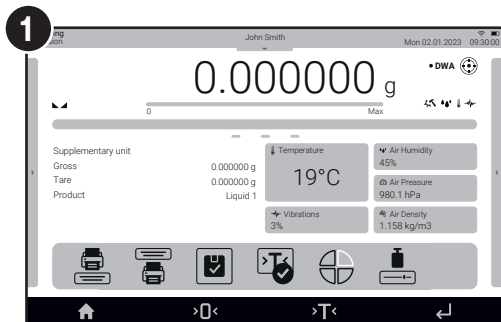 1
John Smith
Mon 02.01.2023 09:30:00
0.000000 g
• DWA
0 Max
Supplementary unit
Gross 0.000000 g
Tare 0.000000 g
Product Liquid 1
Temperature
19°C
Vibrations
3%
Air Humidity
45%
Air Preasure
980.1 hPa
Air Density
1.158 kg/m3
>T<
>0<
>T<